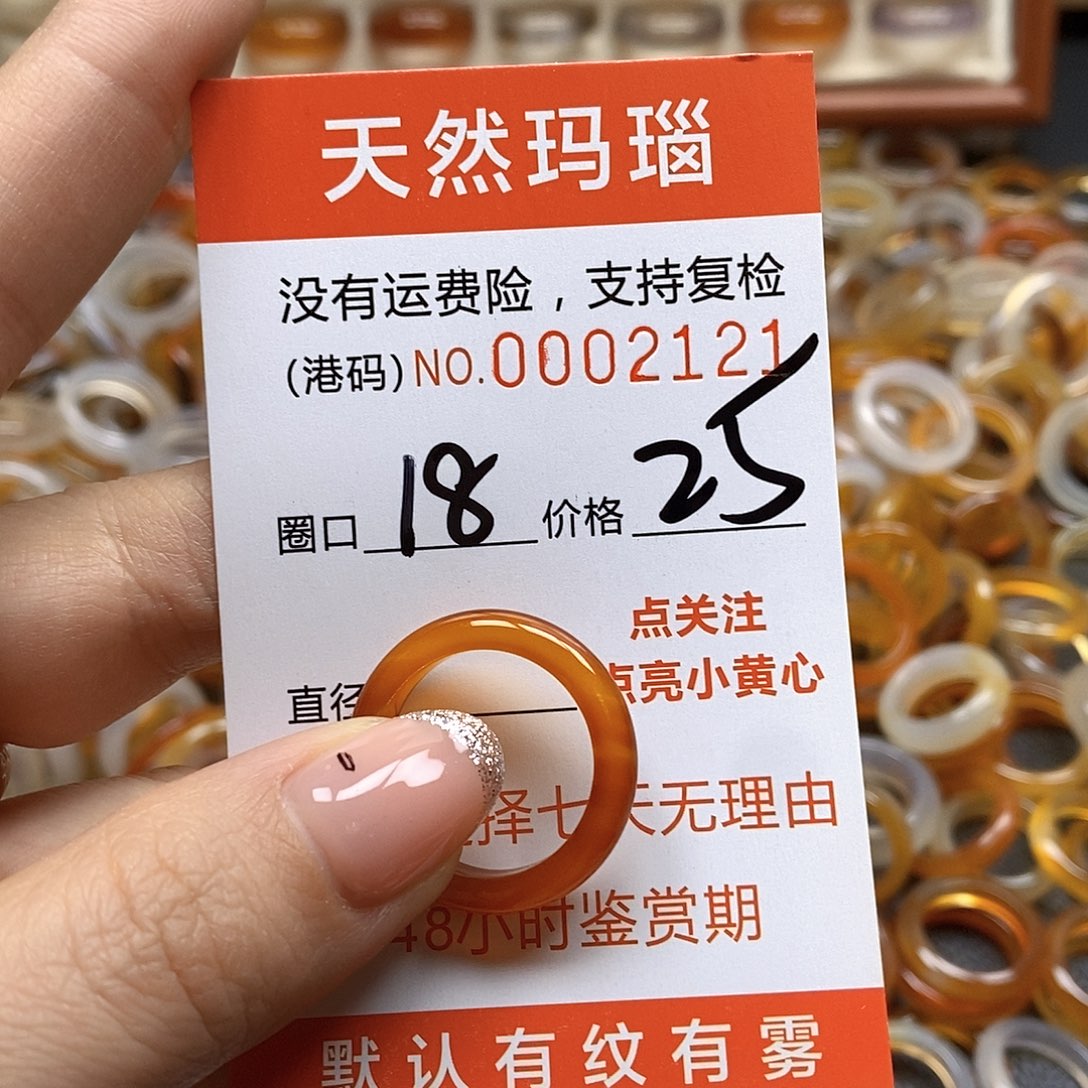 天然玛瑙
没有运费险，支持复检
(港码) NO.0002121
圈口 18 价格 25
点关注
直径 点亮小黄心
择七天无理由
48小时鉴赏期
默认有纹有雾